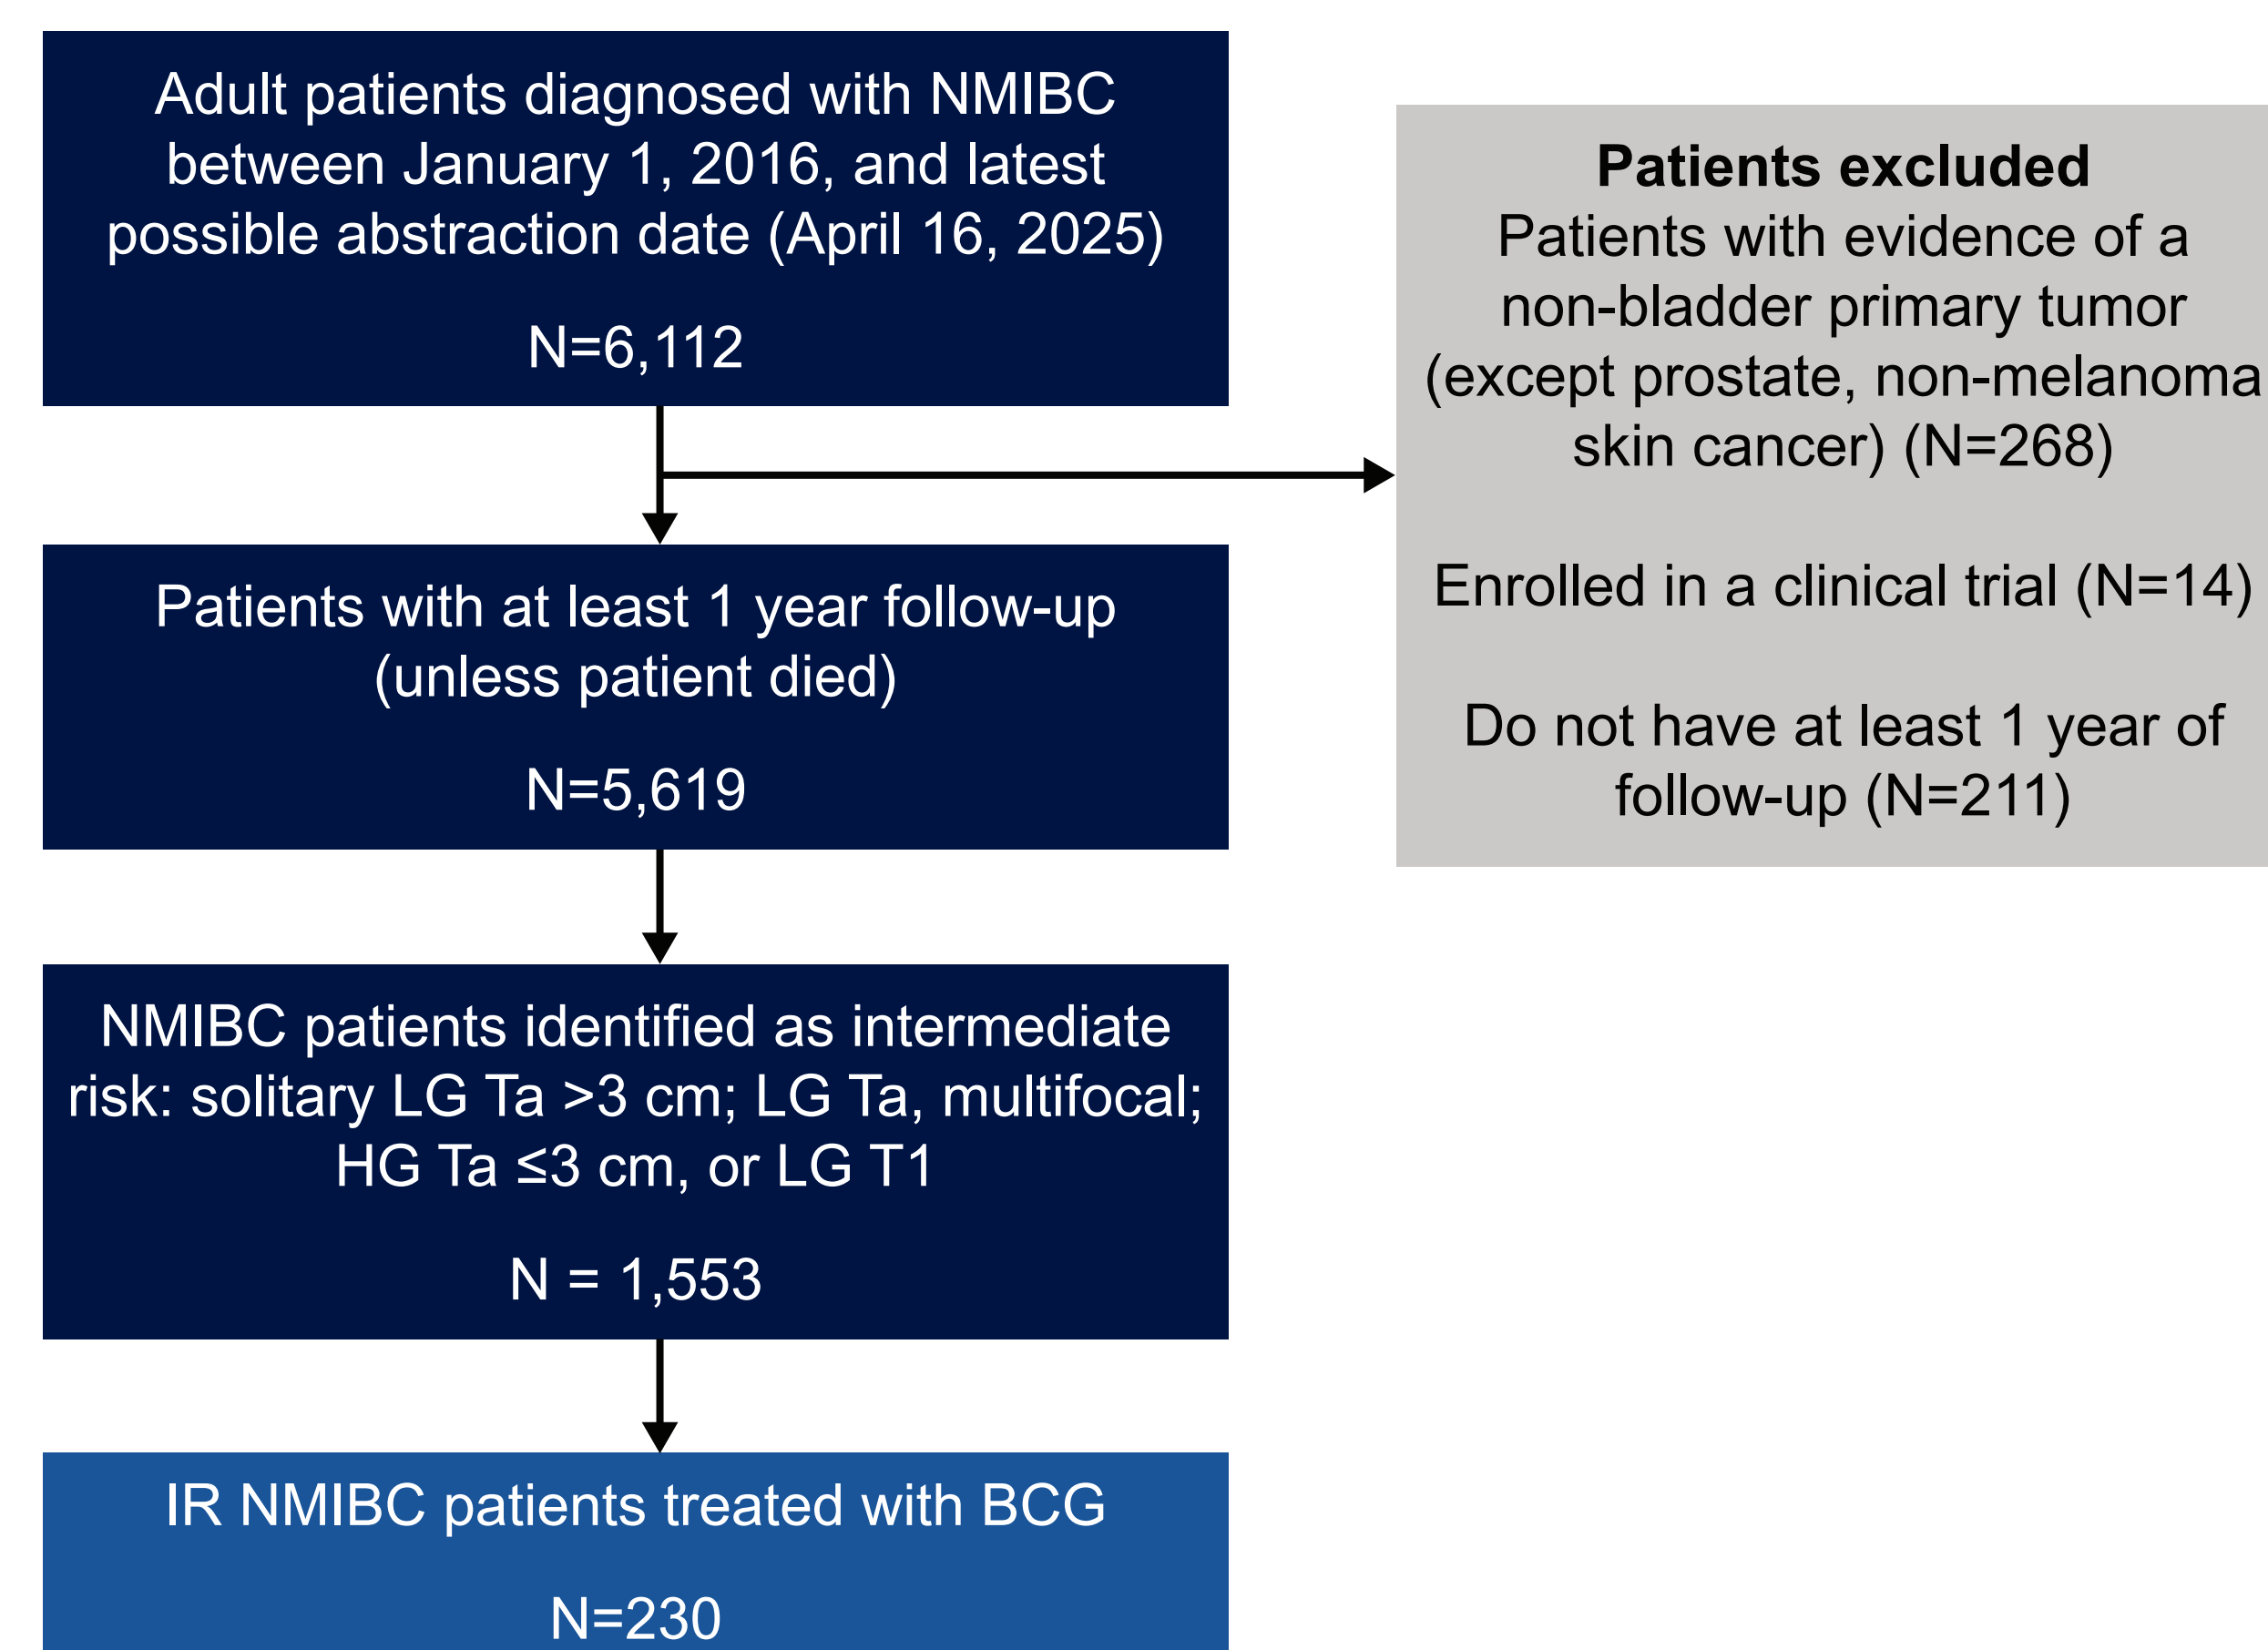 Adult patients diagnosed with NMIBC
between January 1, 2016, and latest
possible abstraction date (April 16, 2025)
N=6,112
Patients excluded
Patients with evidence of a
non-bladder primary tumor
(except prostate, non-melanoma
skin cancer) (N=268)
Enrolled in a clinical trial (N=14)
Do not have at least 1 year of
follow-up (N=211)
Patients with at least 1 year follow-up
(unless patient died)
N=5,619
NMIBC patients identified as intermediate
risk: solitary LG Ta >3 cm; LG Ta, multifocal;
HG Ta ≤3 cm, or LG T1
N = 1,553
IR NMIBC patients treated with BCG
N=230